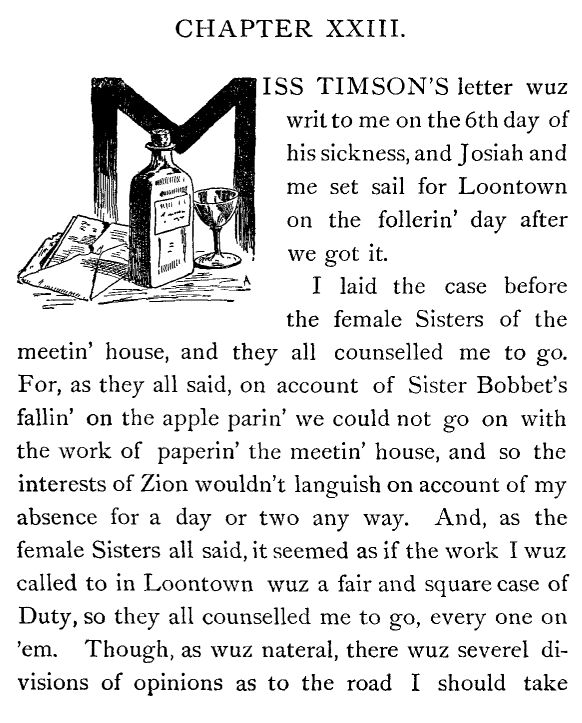 CHAPTER XXIII.
MISS TIMSON'S letter wuz
writ to me on the 6th day of
his sickness, and Josiah and
me set sail for Loontown
on the follerin' day after
we got it.
I laid the case before
the female Sisters of the
meetin' house, and they all counselled me to go.
For, as they all said, on account of Sister Bobbet's
fallin' on the apple parin' we could not go on with
the work of paperin' the meetin' house, and so the
interests of Zion wouldn't languish on account of my
absence for a day or two any way. And, as the
female Sisters all said, it seemed as if the work I wuz
called to in Loontown wuz a fair and square case of
Duty, so they all counselled me to go, every one on
'em. Though, as wuz nateral, there wuz severel di-
visions of opinions as to the road I should take